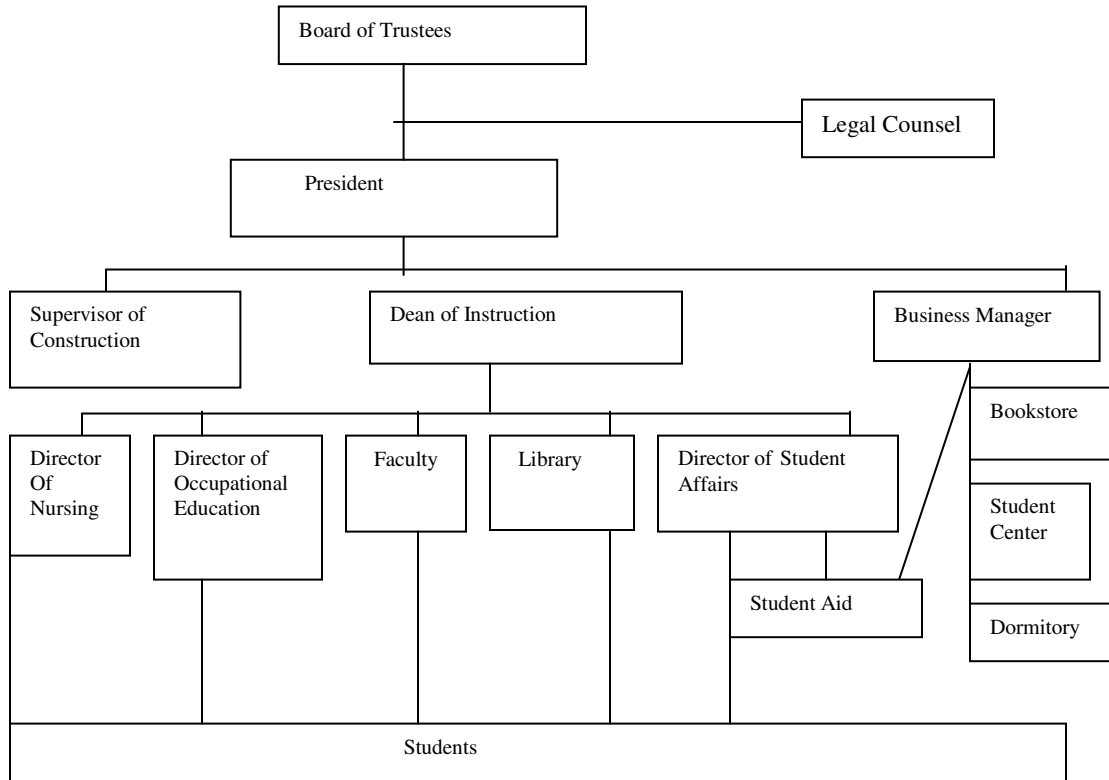 Board of Trustees
Legal Counsel
President
Supervisor of
Construction
Dean of Instruction
Business Manager
Bookstore
Director
Of
Nursing
Director of
Occupational
Education
Faculty
Library
Director of Student
Affairs
Student
Center
Student Aid
Dormitory
Students